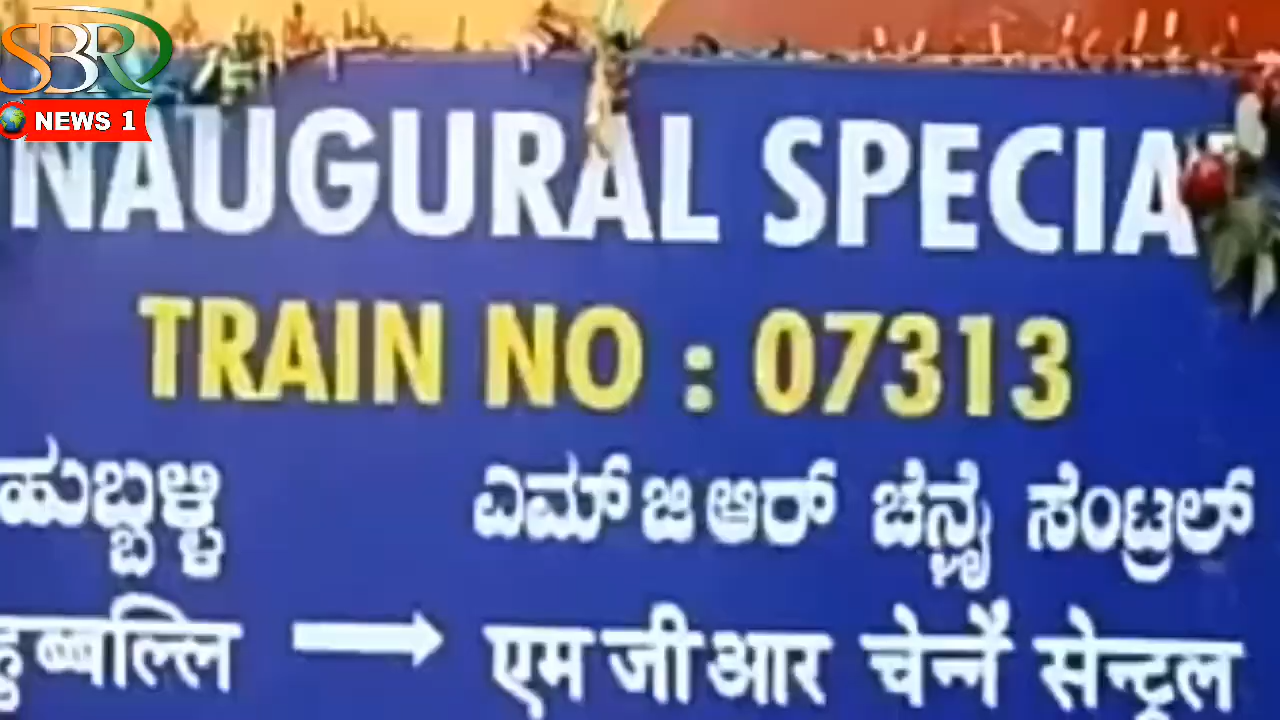 SBR
NEWS 1
NAUGURAL SPECIA
TRAIN NO : 07313
ಹುಬ್ಬಳ್ಳಿ ಎಮ್ ಜಿ ಆರ್ ಚೆನ್ನೈ ಸೆಂಟ್ರಲ್
हुब्बल्लि → एम जी आर चेन्नै सेन्ट्रल